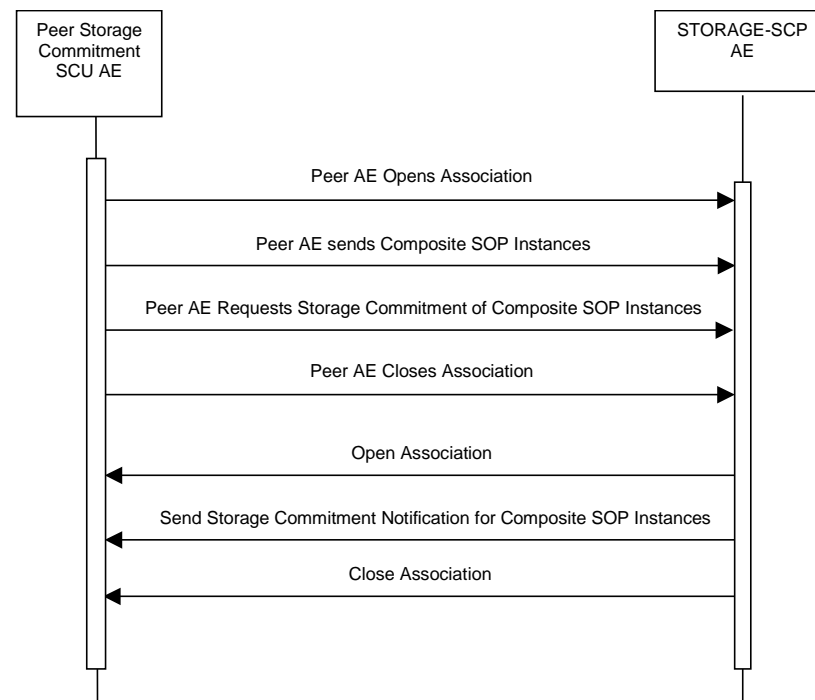 Peer Storage
Commitment
SCU AE
STORAGE-SCP
AE
Peer AE Opens Association
Peer AE sends Composite SOP Instances
Peer AE Requests Storage Commitment of Composite SOP Instances
Peer AE Closes Association
Open Association
Send Storage Commitment Notification for Composite SOP Instances
Close Association